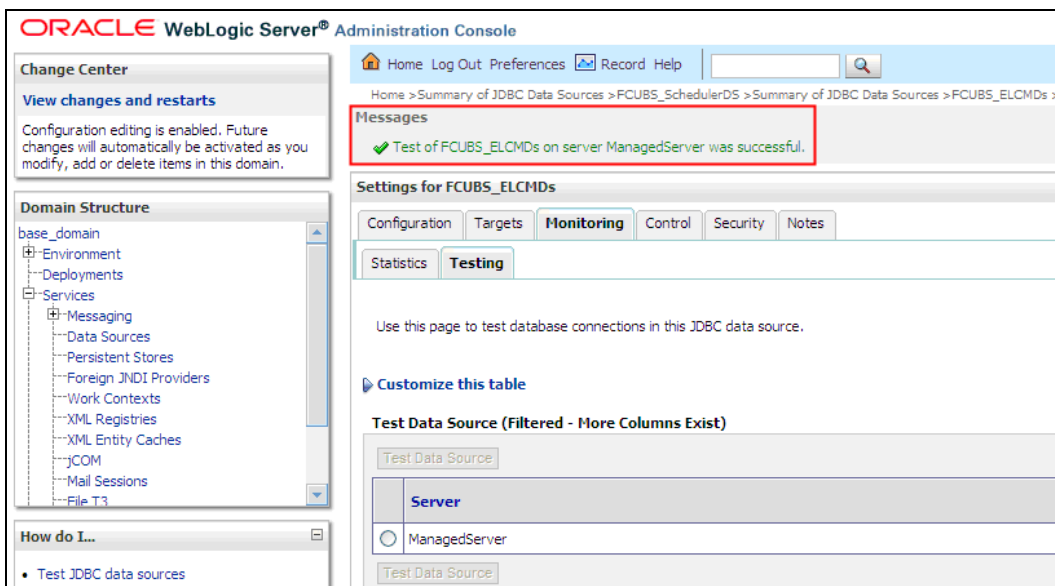 ORACLE WebLogic Server® Administration Console
Change Center
View changes and restarts
Configuration editing is enabled. Future
changes will automatically be activated as you
modify, add or delete items in this domain.
Domain Structure
base_domain
Environment
Deployments
Services
Messaging
Data Sources
Persistent Stores
Foreign JNDI Providers
Work Contexts
XML Registries
XML Entity Caches
jCOM
Mail Sessions
File T3
How do I...
Test JDBC data sources
Home Log Out Preferences Record Help
Home >Summary of JDBC Data Sources >FCUBS_SchedulerDS >Summary of JDBC Data Sources >FCUBS_ELCMDs >
Messages
Test of FCUBS_ELCMDs on server ManagedServer was successful.
Settings for FCUBS_ELCMDs
Configuration Targets Monitoring Control Security Notes
Statistics Testing
Use this page to test database connections in this JDBC data source.
Customize this table
Test Data Source (Filtered - More Columns Exist)
Test Data Source
Server
ManagedServer
Test Data Source